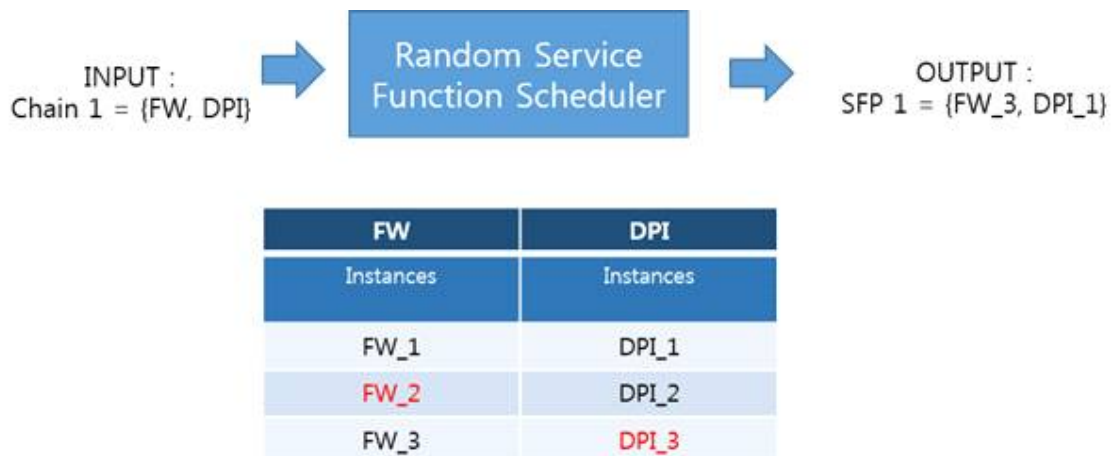 INPUT :
Chain 1 = {FW, DPI}
Random Service
Function Scheduler
OUTPUT :
SFP 1 = {FW_3, DPI_1}
FW DPI
Instances Instances
FW_1 DPI_1
FW_2 DPI_2
FW_3 DPI_3